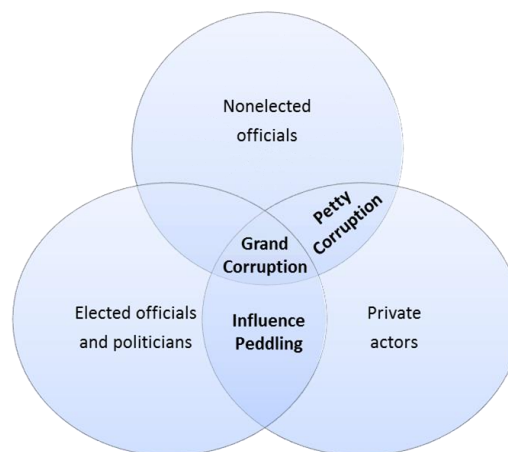 Nonelected
officials
Petty
Corruption
Grand
Corruption
Elected officials
and politicians
Influence
Peddling
Private
actors